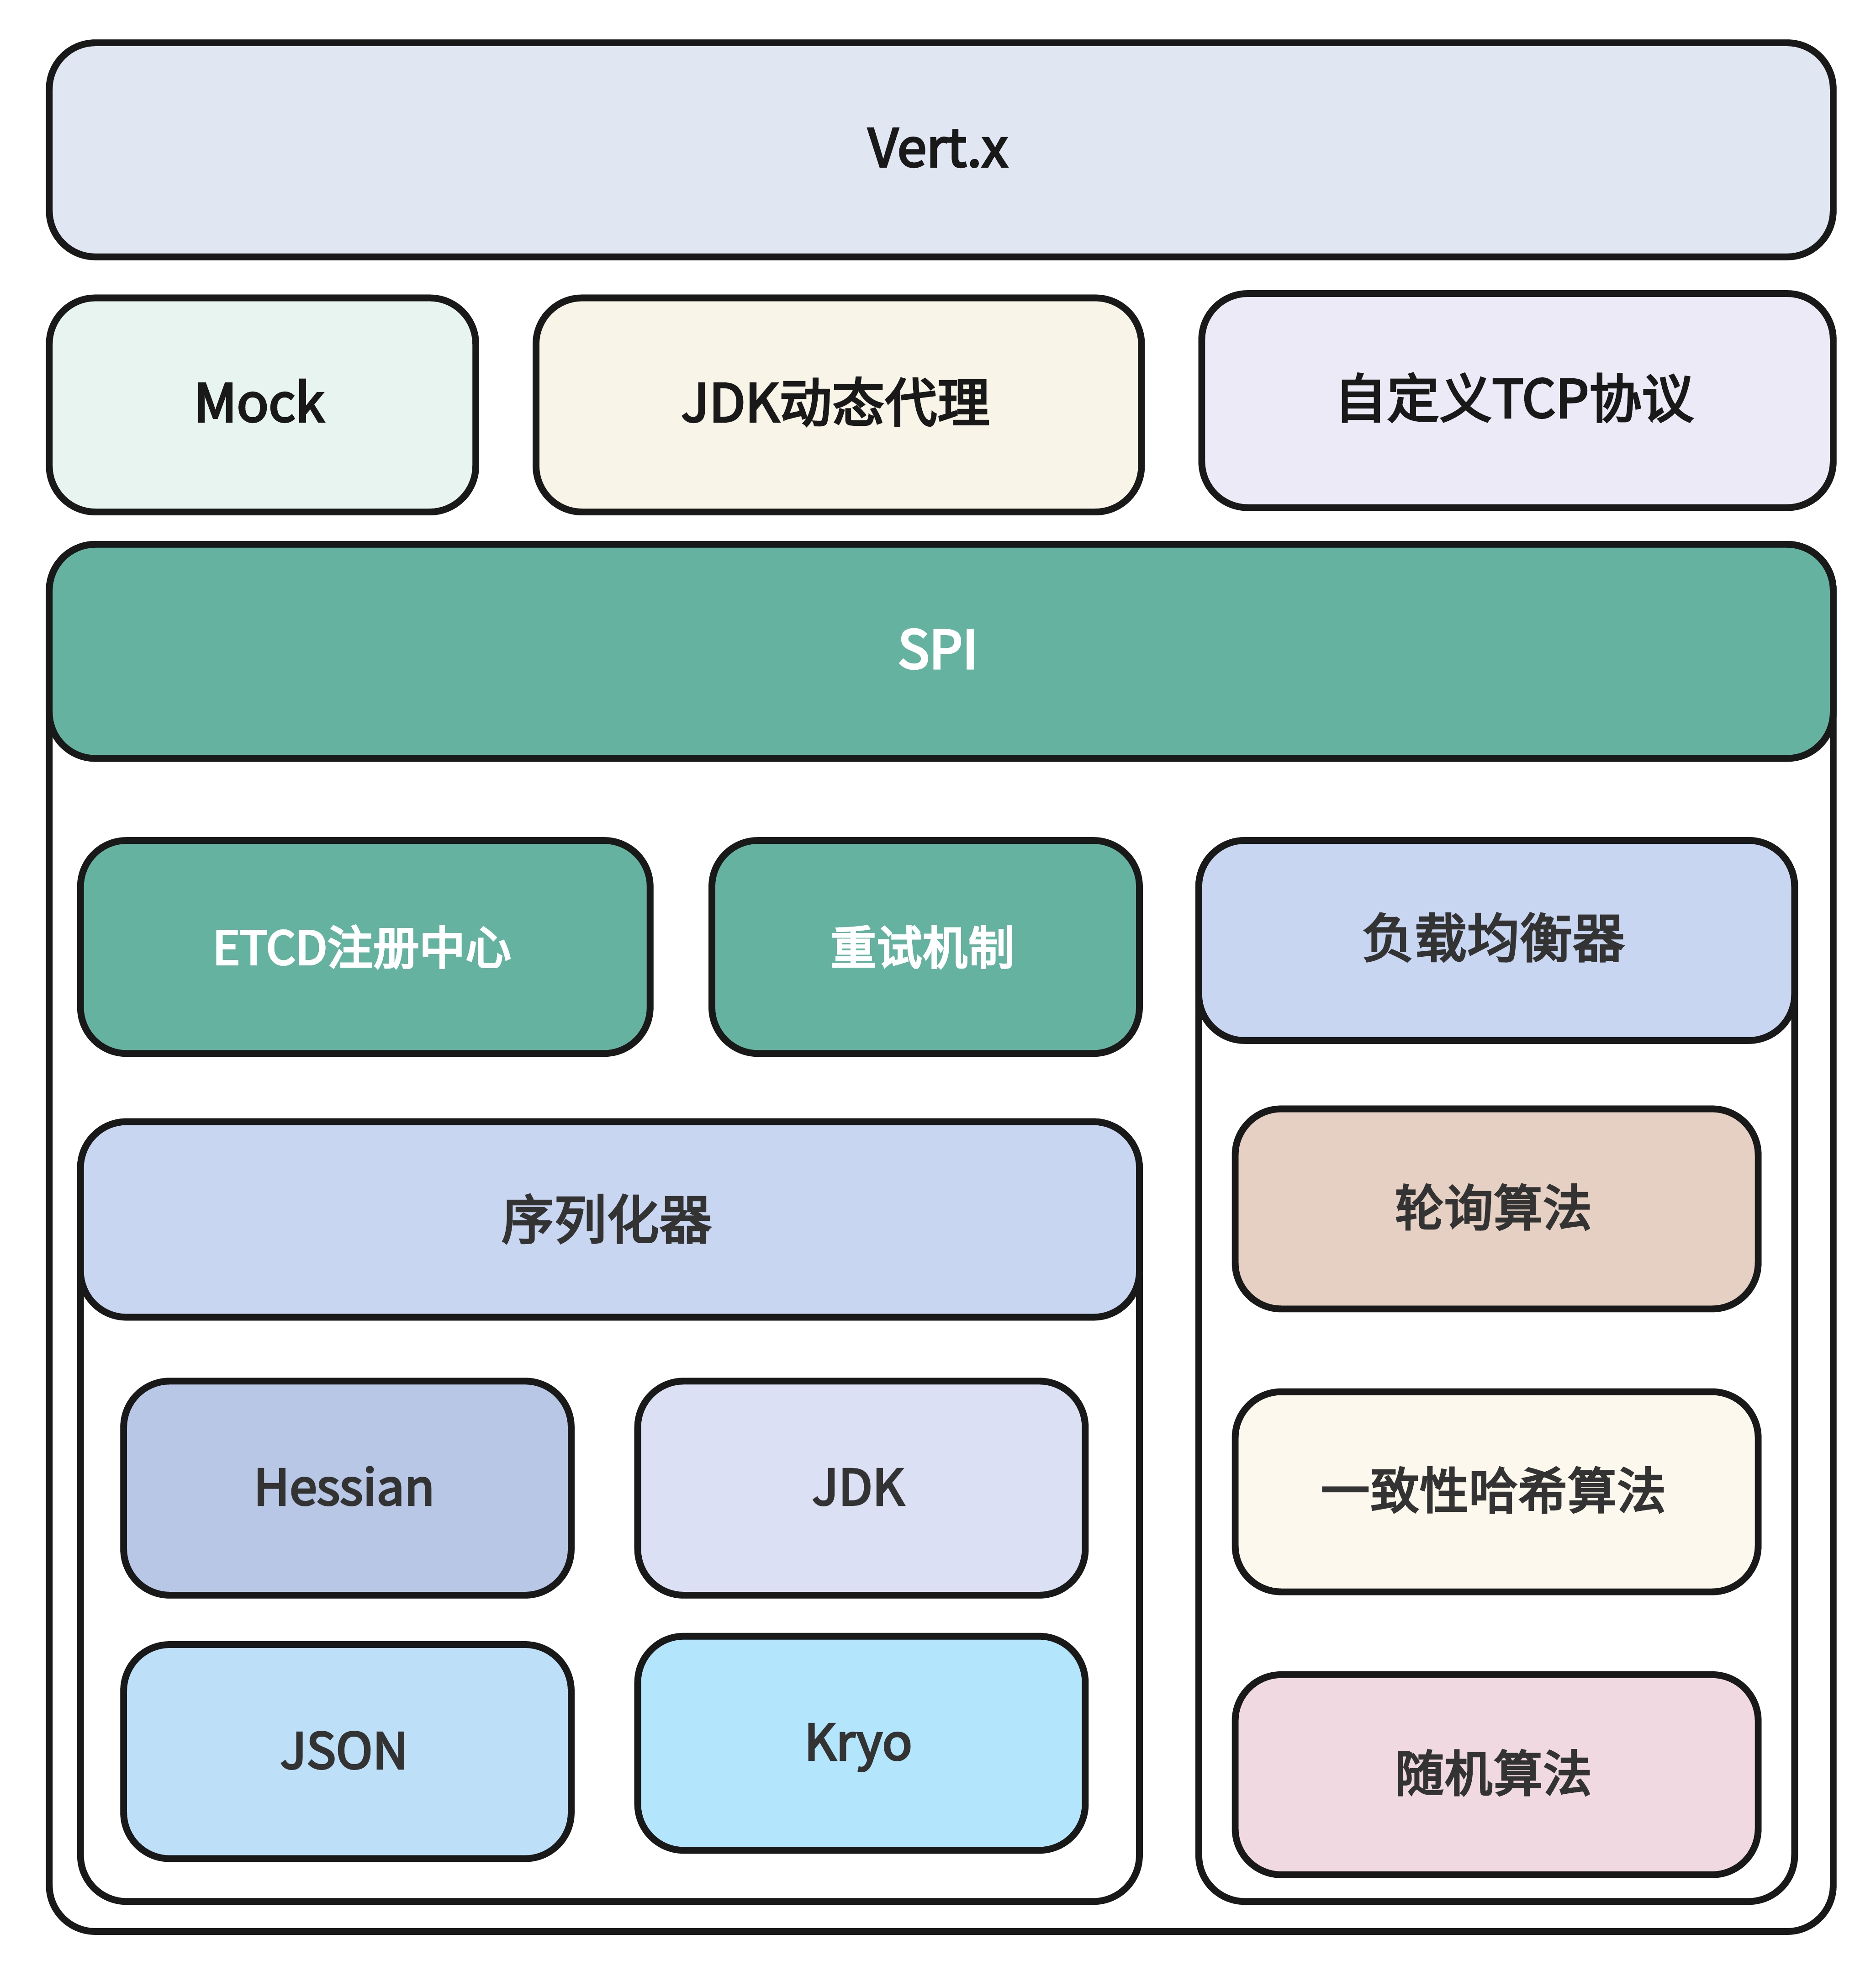 Vert.x
Mock
JDK动态代理
自定义TCP协议
SPI
ETCD注册中心
重试机制
负载均衡器
序列化器
轮询算法
Hessian
JDK
一致性哈希算法
JSON
Kryo
随机算法